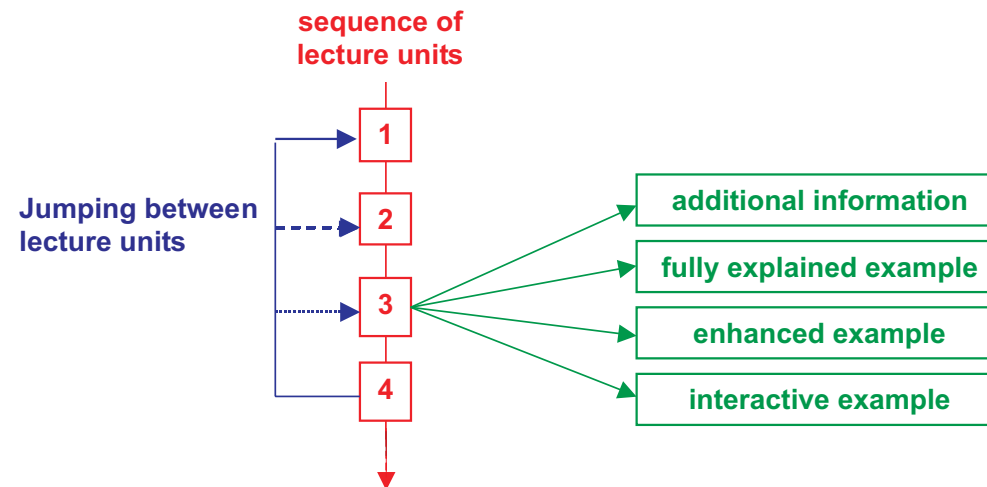 sequence of
lecture units
1
Jumping between
lecture units
2
3
4
additional information
fully explained example
enhanced example
interactive example